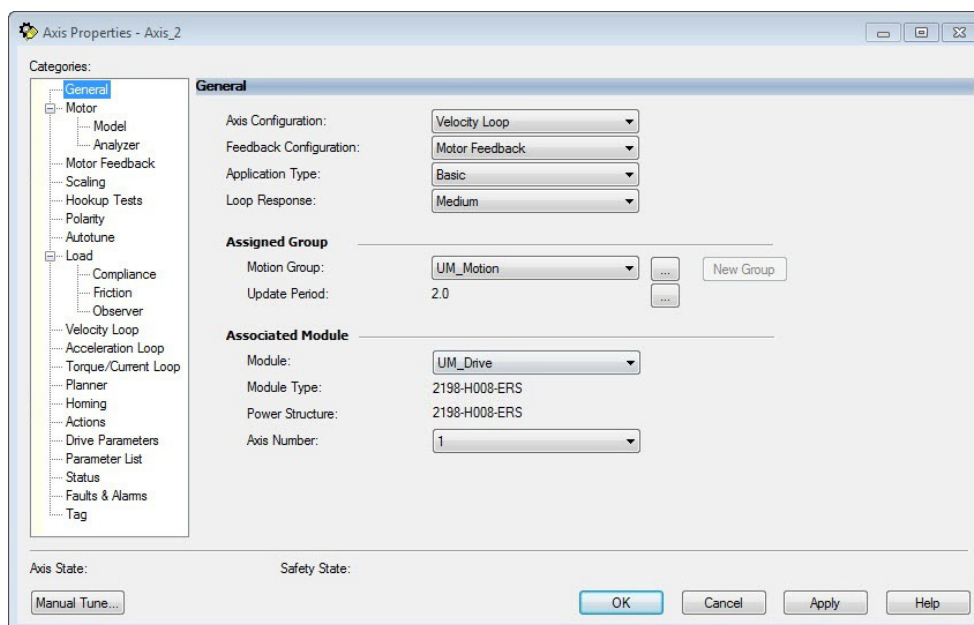 Axis Properties - Axis_2
Categories:
General
Motor
Model
Analyzer
Motor Feedback
Scaling
Hookup Tests
Polarity
Autotune
Load
Compliance
Friction
Observer
Velocity Loop
Acceleration Loop
Torque/Current Loop
Planner
Homing
Actions
Drive Parameters
Parameter List
Status
Faults & Alarms
Tag
General
Axis Configuration: Velocity Loop
Feedback Configuration: Motor Feedback
Application Type: Basic
Loop Response: Medium
Assigned Group
Motion Group: UM_Motion ... New Group
Update Period: 2.0 ...
Associated Module
Module: UM_Drive
Module Type: 2198-H008-ERS
Power Structure: 2198-H008-ERS
Axis Number: 1
Axis State: Safety State:
Manual Tune... OK Cancel Apply Help